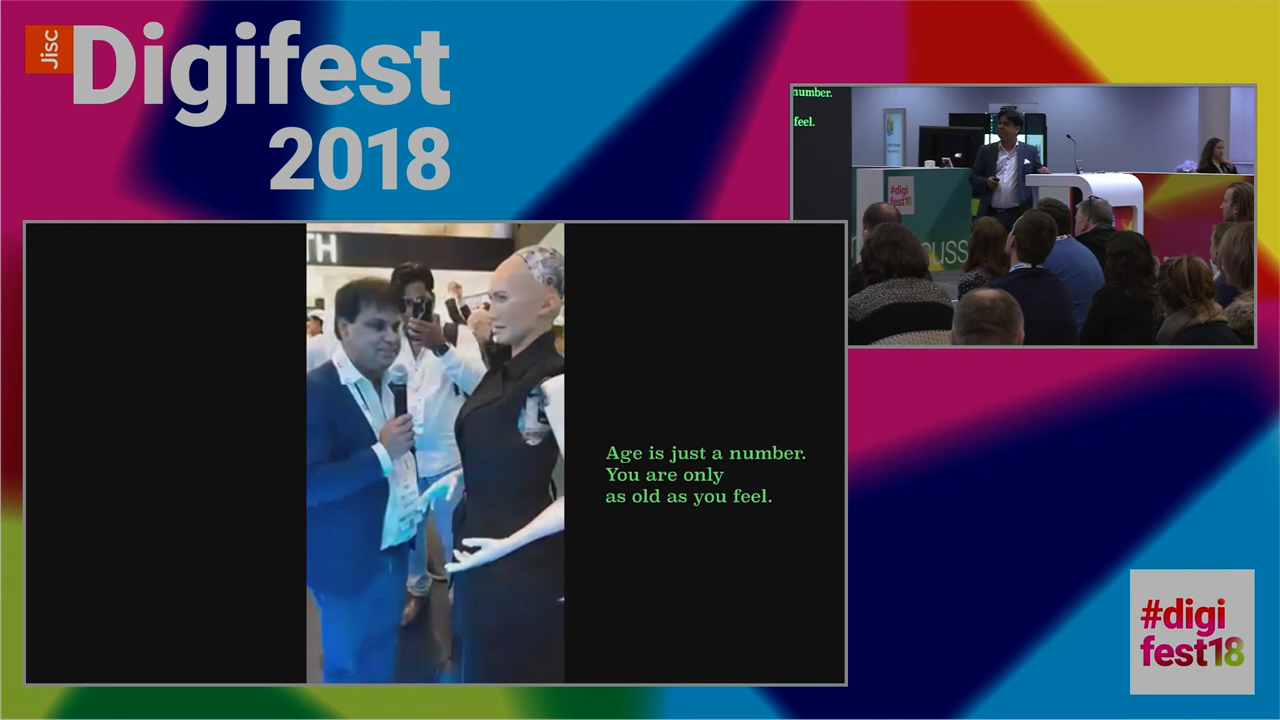 Jisc
Digifest
2018
number.
feel.
#digi
fest18
uss
TH
Age is just a number.
You are only
as old as you feel.
#digi
fest18